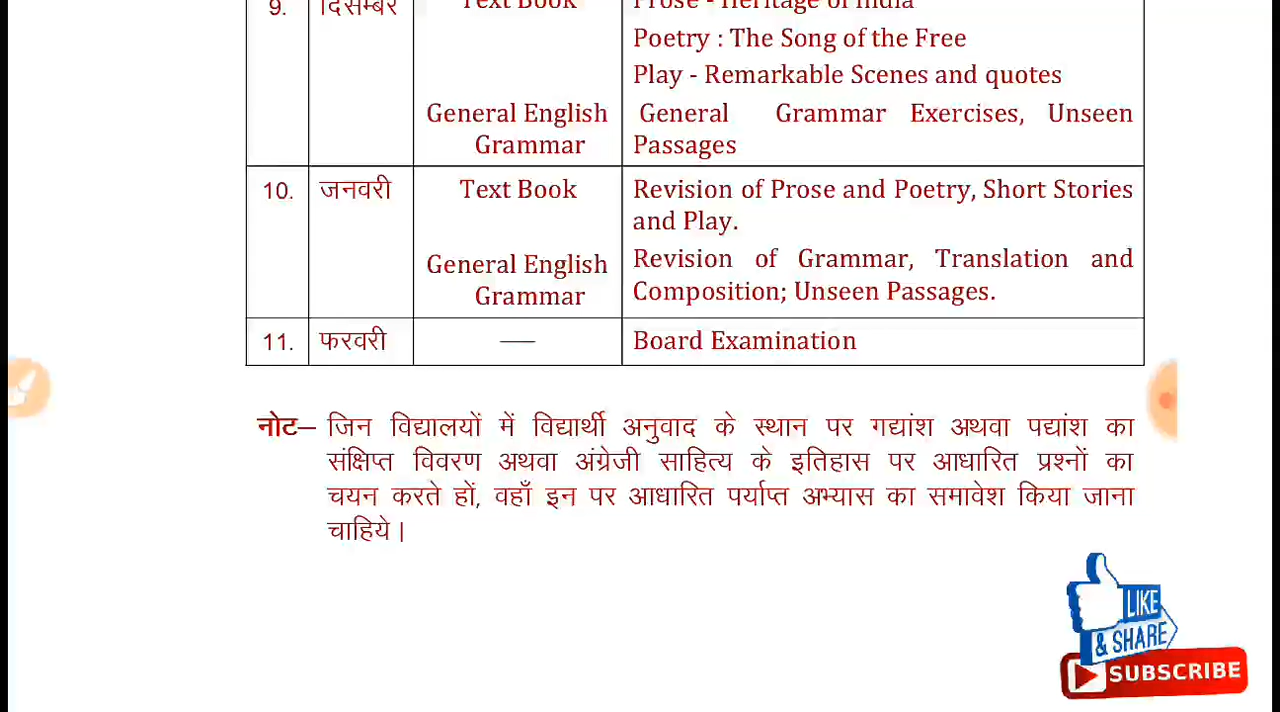 9. दिसम्बर Text Book Prose - Heritage of India
Poetry : The Song of the Free
Play - Remarkable Scenes and quotes
General English General Grammar Exercises, Unseen
Grammar Passages
10. जनवरी Text Book Revision of Prose and Poetry, Short Stories
and Play.
General English Revision of Grammar, Translation and
Grammar Composition; Unseen Passages.
11. फरवरी — Board Examination
नोट– जिन विद्यालयों में विद्यार्थी अनुवाद के स्थान पर गद्यांश अथवा पद्यांश का
संक्षिप्त विवरण अथवा अंग्रेजी साहित्य के इतिहास पर आधारित प्रश्नों का
चयन करते हों, वहाँ इन पर आधारित पर्याप्त अभ्यास का समावेश किया जाना
चाहिये।
LIKE
& SHARE
SUBSCRIBE